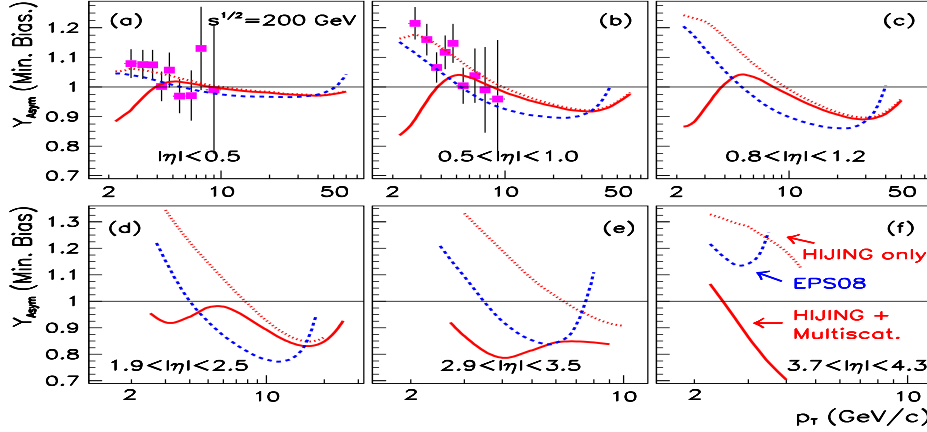 (a)
s^{1/2}=200 GeV
(b)
(c)
Y_{Asym} (Min. Bias.)
1.2
1.1
1
0.9
0.8
0.7
|η|<0.5
0.5<|η|<1.0
0.8<|η|<1.2
2
10
50
2
10
50
2
10
50
(d)
(e)
(f)
Y_{Asym} (Min. Bias)
1.3
1.2
1.1
1
0.9
0.8
0.7
HIJING only
EPS08
HIJING +
Multiscat.
1.9<|η|<2.5
2.9<|η|<3.5
3.7<|η|<4.3
2
10
2
10
2
10
p_T (GeV/c)